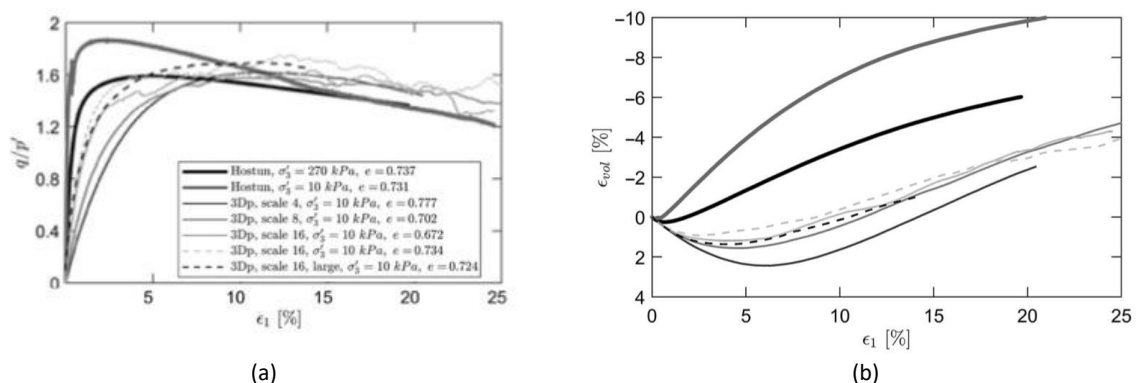 2
1.6
1.2
0.8
0.4
0
q/p′
Hostun, σ′₃ = 270 kPa, e = 0.737
Hostun, σ′₃ = 10 kPa, e = 0.731
3Dp, scale 4, σ′₃ = 10 kPa, e = 0.777
3Dp, scale 8, σ′₃ = 10 kPa, e = 0.702
3Dp, scale 16, σ′₃ = 10 kPa, e = 0.672
3Dp, scale 16, σ′₃ = 10 kPa, e = 0.734
3Dp, scale 16, large, σ′₃ = 10 kPa, e = 0.724
5 10 15 20 25
ϵ₁ [%]
(a)
-10
-8
-6
-4
-2
0
2
4
ϵvol [%]
0 5 10 15 20 25
ϵ₁ [%]
(b)